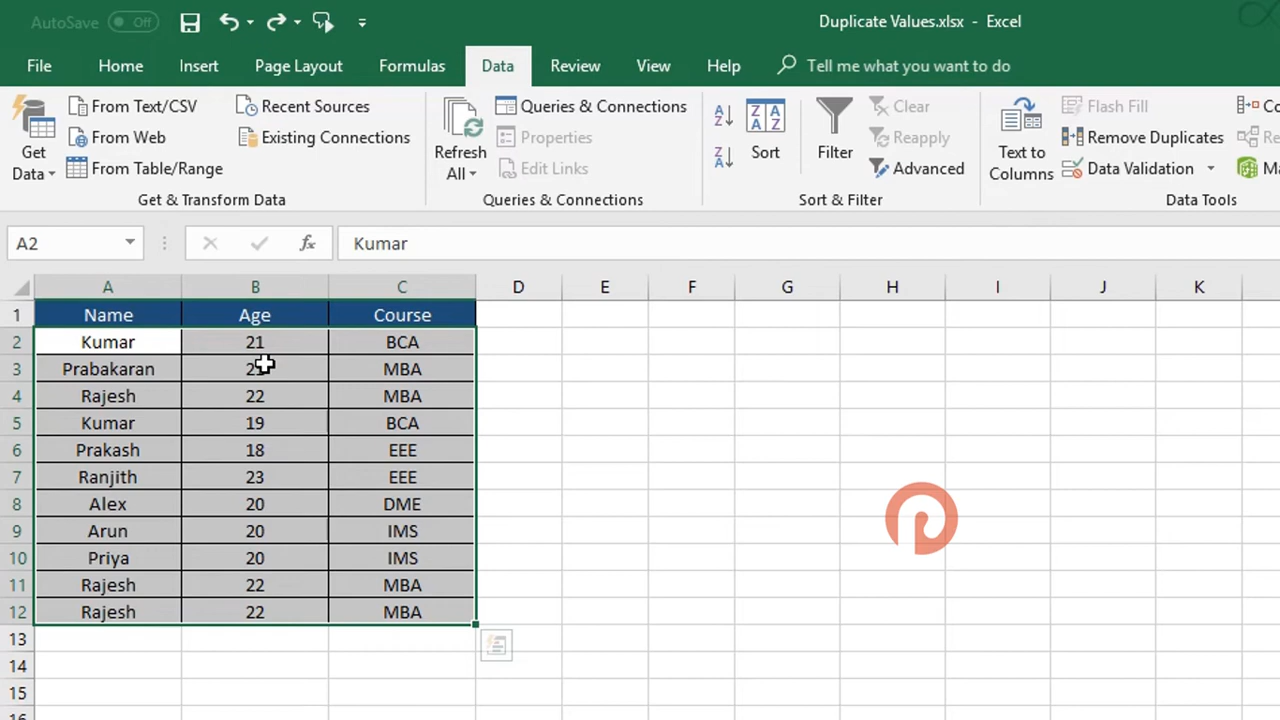 AutoSave Off
Duplicate Values.xlsx - Excel
File Home Insert Page Layout Formulas Data Review View Help Tell me what you want to do
Get Data
From Text/CSV
From Web
From Table/Range
Recent Sources
Existing Connections
Get & Transform Data
Refresh All
Queries & Connections
Properties
Edit Links
Queries & Connections
Sort
Filter
Clear
Reapply
Advanced
Sort & Filter
Text to Columns
Flash Fill
Remove Duplicates
Data Validation
Data Tools
A2 fx Kumar
A B C D E F G H I J K
1 Name Age Course
2 Kumar 21 BCA
3 Prabakaran MBA
4 Rajesh 22 MBA
5 Kumar 19 BCA
6 Prakash 18 EEE
7 Ranjith 23 EEE
8 Alex 20 DME
9 Arun 20 IMS
10 Priya 20 IMS
11 Rajesh 22 MBA
12 Rajesh 22 MBA
13
14
15